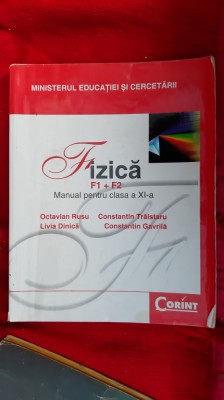 MINISTERUL EDUCAȚIEI ȘI CERCETĂRII
Fizică
F1 + F2
Manual pentru clasa a XI-a
Octavian Rusu Constantin Trăistaru
Livia Dinică Constantin Gavrilă
CORINT